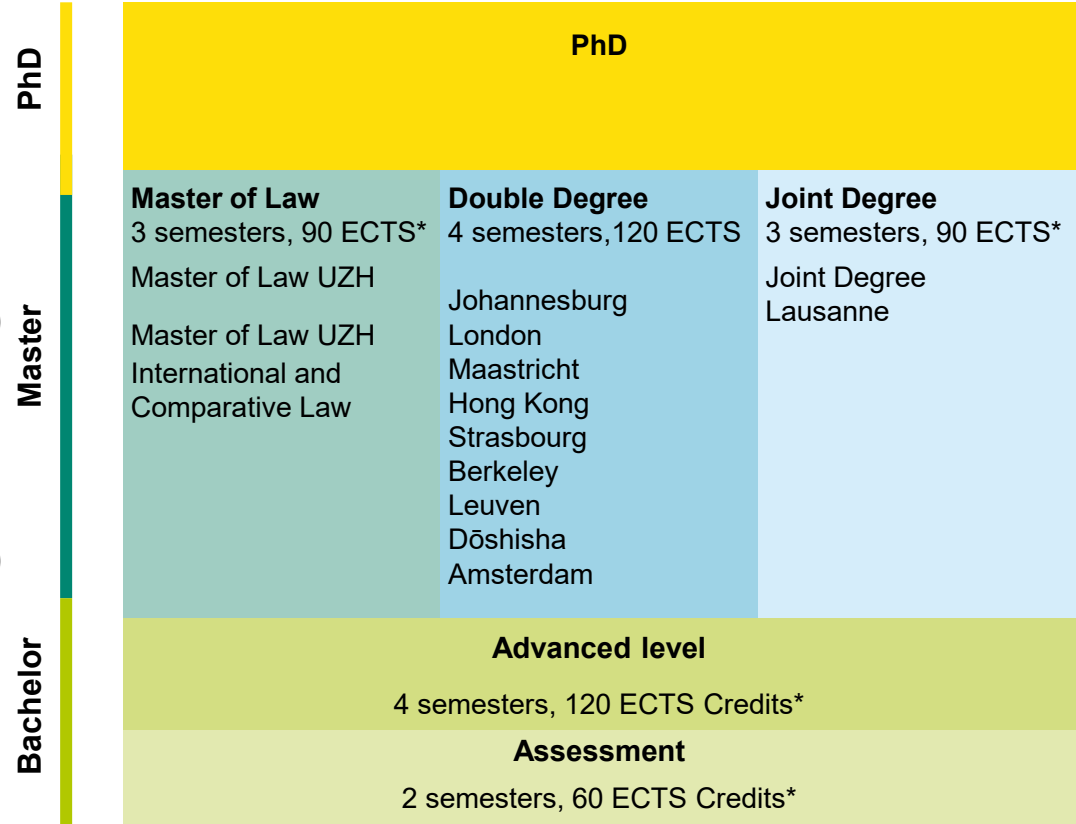 PhD
PhD
Master
Master of Law
3 semesters, 90 ECTS*
Master of Law UZH
Master of Law UZH
International and
Comparative Law
Double Degree
4 semesters,120 ECTS
Johannesburg
London
Maastricht
Hong Kong
Strasbourg
Berkeley
Leuven
Dōshisha
Amsterdam
Joint Degree
3 semesters, 90 ECTS*
Joint Degree
Lausanne
Bachelor
Advanced level
4 semesters, 120 ECTS Credits*
Assessment
2 semesters, 60 ECTS Credits*